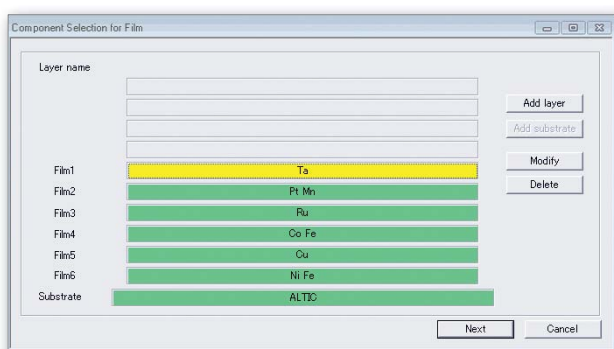 Component Selection for Film
Layer name
Add layer
Add substrate
Film1 Ta
Modify
Film2 Pt Mn
Delete
Film3 Ru
Film4 Co Fe
Film5 Cu
Film6 Ni Fe
Substrate ALTIC
Next Cancel